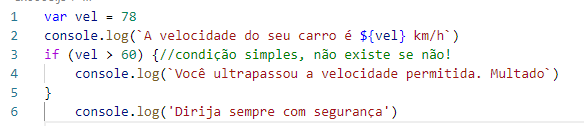 1 var vel = 78
2 console.log(`A velocidade do seu carro é ${vel} km/h`)
3 if (vel > 60) {//condição simples, não existe se não!
4     console.log(`Você ultrapassou a velocidade permitida. Multado`)
5 }
6     console.log('Dirija sempre com segurança')